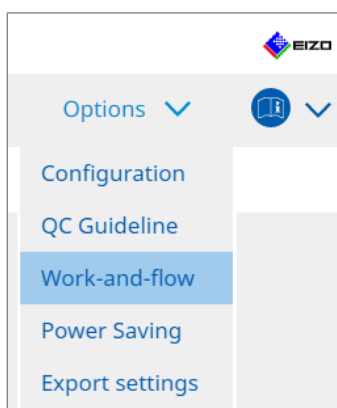 EIZO
Options
Configuration
QC Guideline
Work-and-flow
Power Saving
Export settings